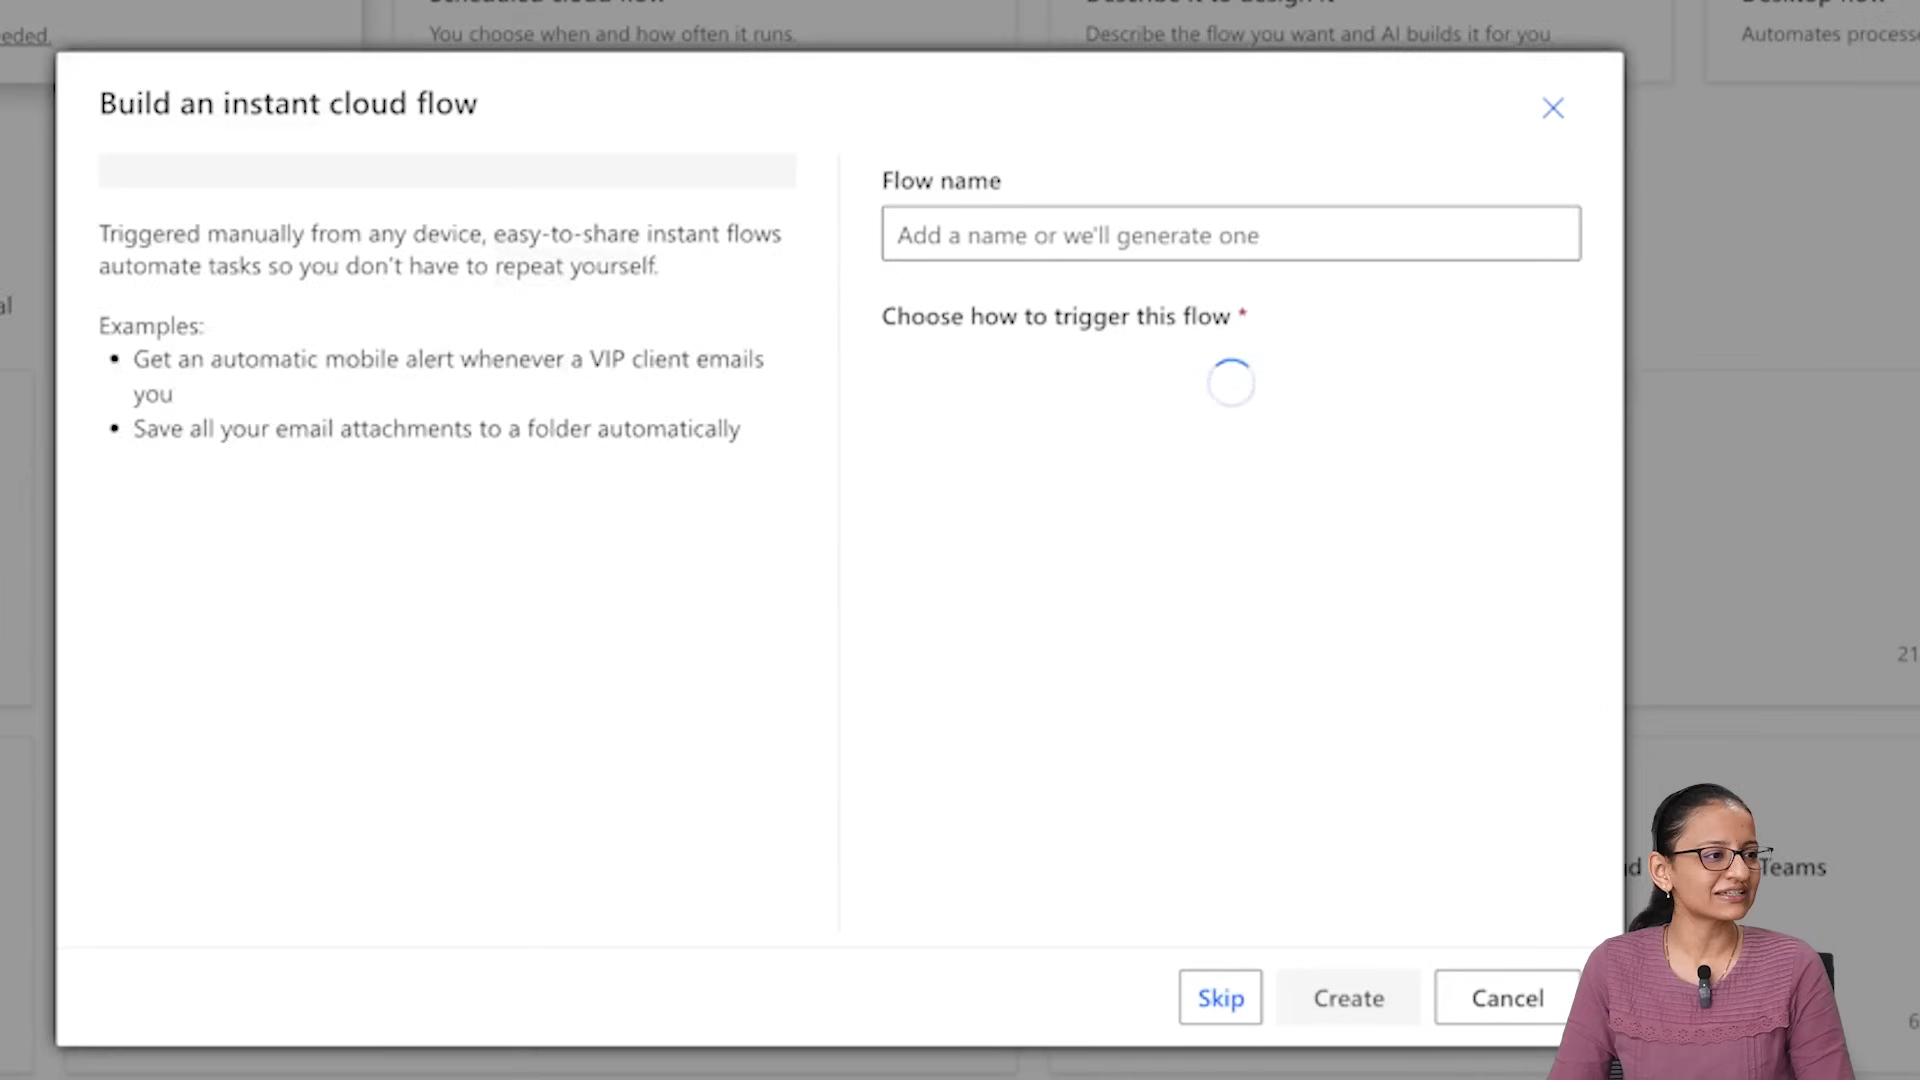 eeded.
You choose when and how often it runs.
Describe the flow you want and AI builds it for you
Automates process
Build an instant cloud flow
Triggered manually from any device, easy-to-share instant flows
automate tasks so you don't have to repeat yourself.
Examples:
Get an automatic mobile alert whenever a VIP client emails
you
Save all your email attachments to a folder automatically
Flow name
Add a name or we'll generate one
Choose how to trigger this flow *
al
21
Teams
6
Skip
Create
Cancel